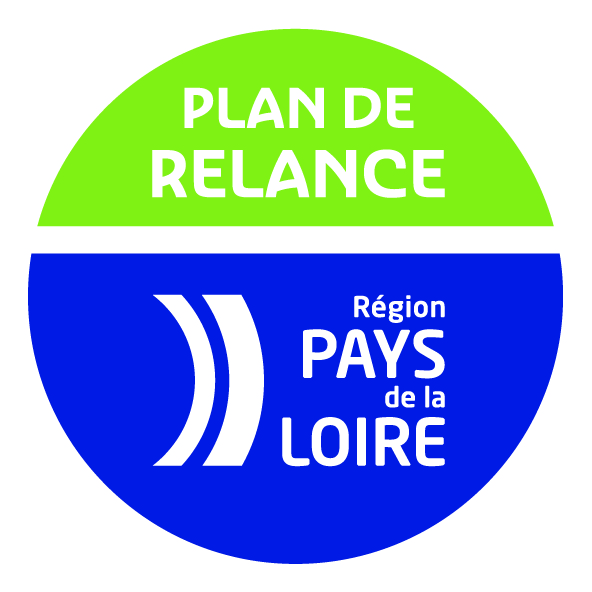 PLAN DE
RELANCE
Région
PAYS
de la
LOIRE